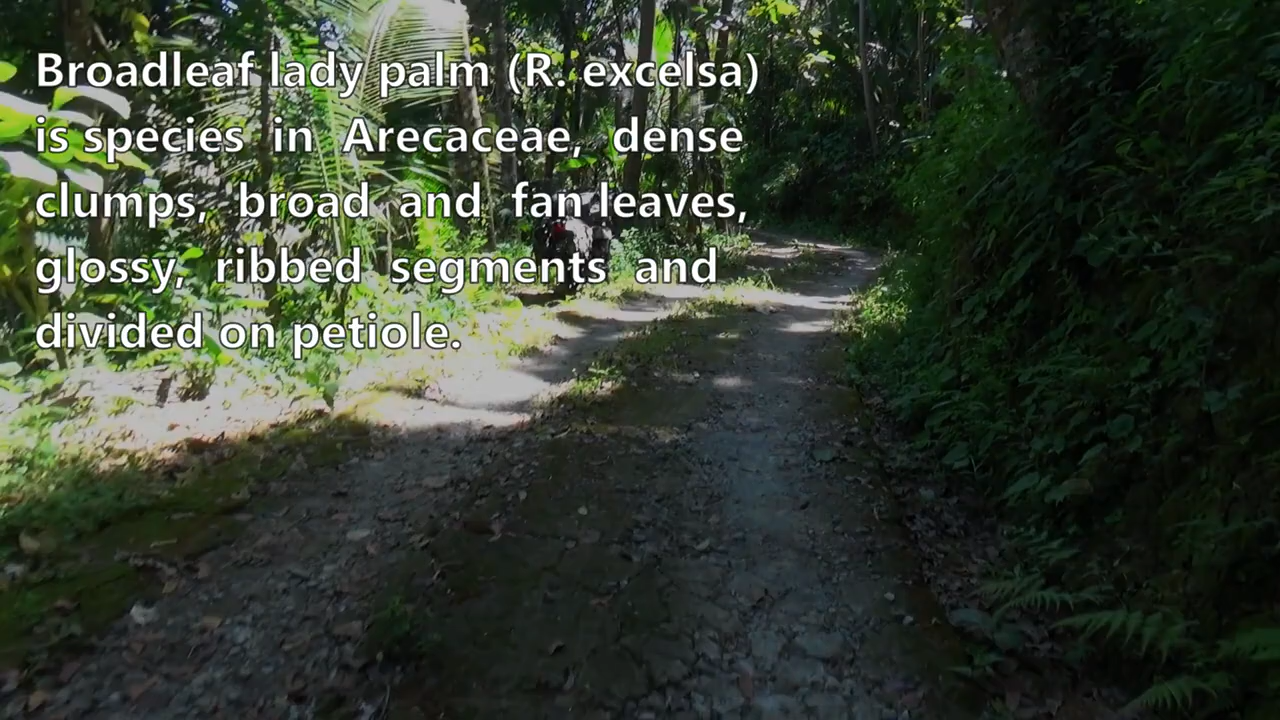 Broadleaf lady palm (R. excelsa)
is species in Arecaceae, dense
clumps, broad and fan leaves,
glossy, ribbed segments and
divided on petiole.